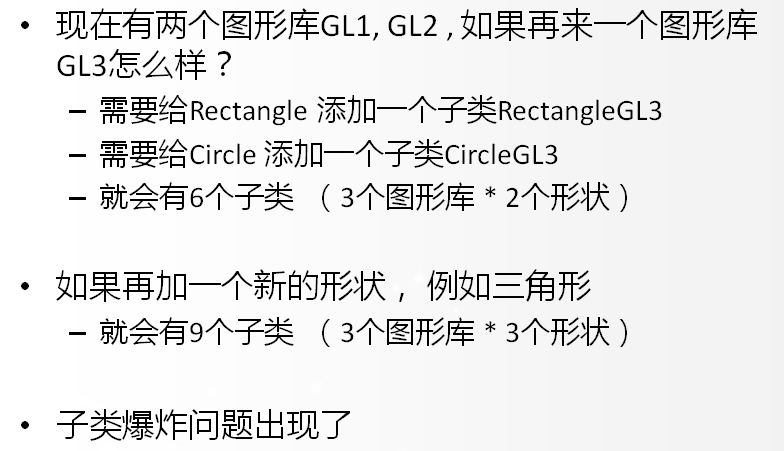 • 现在有两个图形库GL1, GL2 , 如果再来一个图形库
GL3怎么样？
– 需要给Rectangle 添加一个子类RectangleGL3
– 需要给Circle 添加一个子类CircleGL3
– 就会有6个子类 （3个图形库 * 2个形状）
• 如果再加一个新的形状， 例如三角形
– 就会有9个子类 （3个图形库 * 3个形状）
• 子类爆炸问题出现了